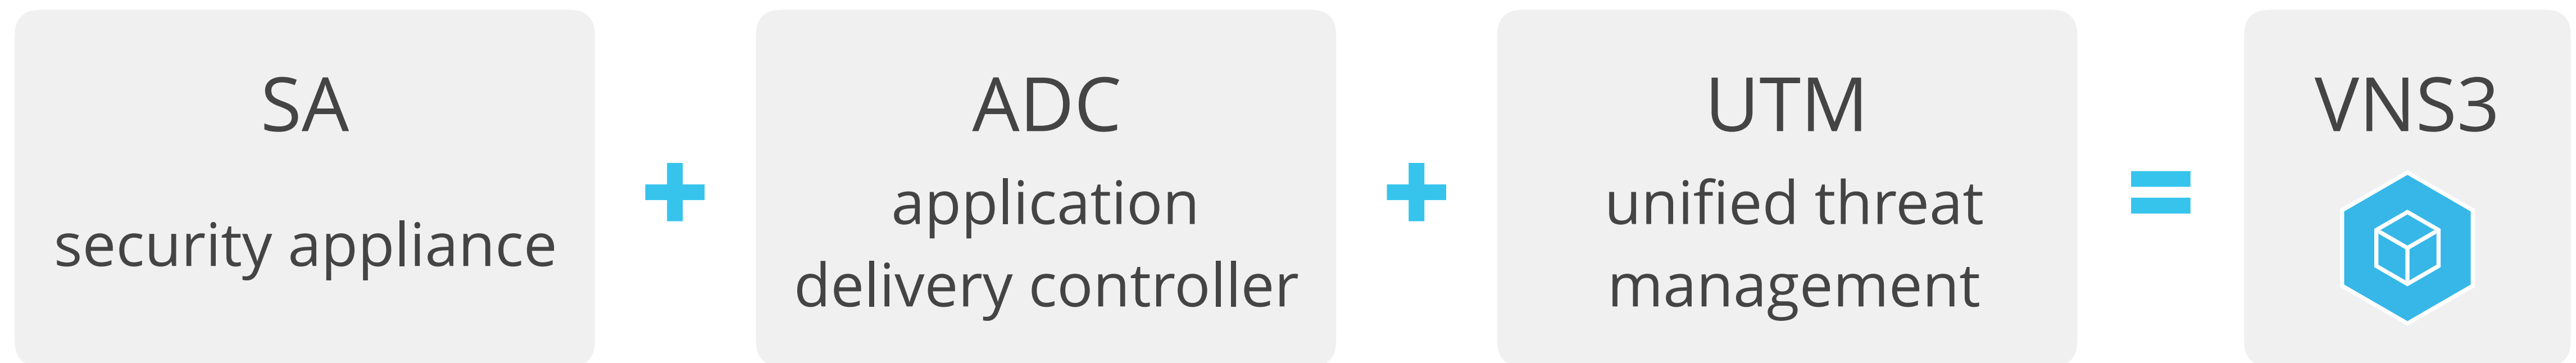 SA
security appliance
+
ADC
application
delivery controller
+
UTM
unified threat
management
=
VNS3